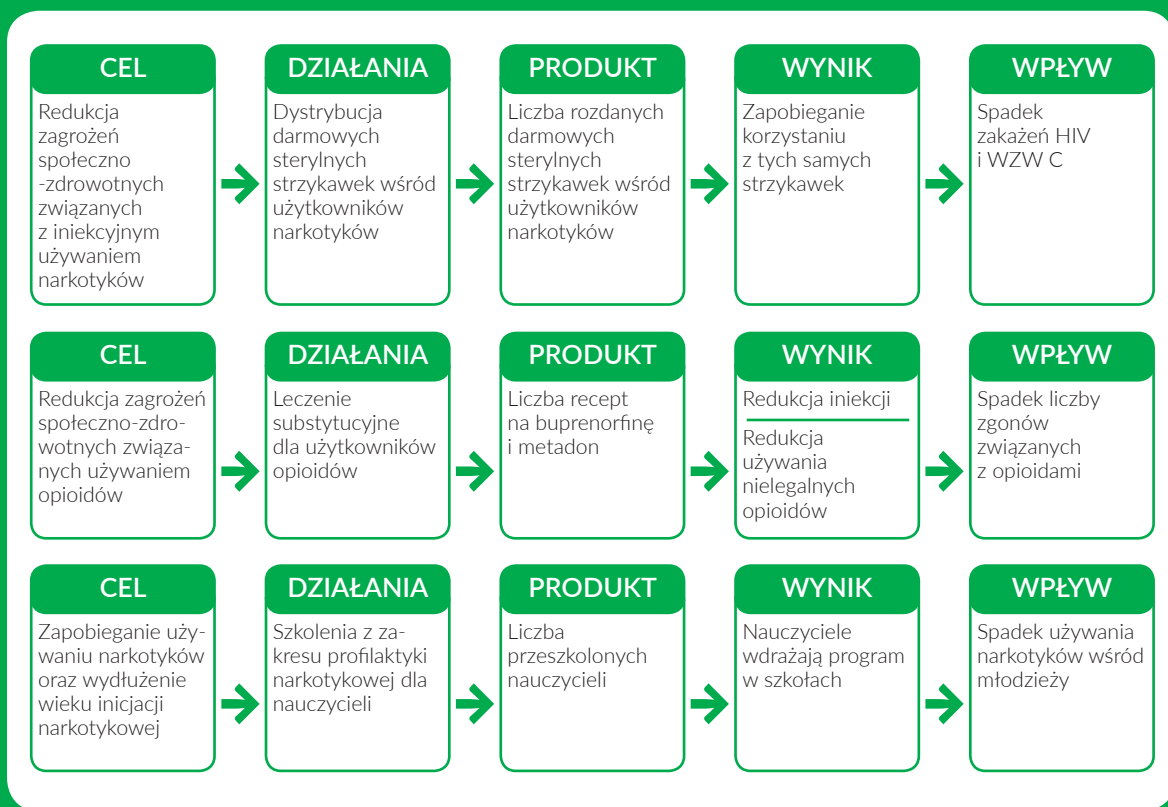 CEL
Redukcja
zagrożeń
społeczno
-zdrowotnych
związanych
z iniekcyjnym
używaniem
narkotyków
DZIAŁANIA
Dystrybucja
darmowych
sterylnych
strzykawek wśród
użytkowników
narkotyków
PRODUKT
Liczba rozdanych
darmowych
sterylnych
strzykawek wśród
użytkowników
narkotyków
WYNIK
Zapobieganie
korzystaniu
z tych samych
strzykawek
WPŁYW
Spadek
zakażeń HIV
i WZW C
CEL
Redukcja zagrożeń
społeczno-zdro-
wotnych związa-
nych używaniem
opioidów
DZIAŁANIA
Leczenie
substytucyjne
dla użytkowników
opioidów
PRODUKT
Liczba recept
na buprenorfinę
i metadon
WYNIK
Redukcja iniekcji
Redukcja
używania
nielegalnych
opioidów
WPŁYW
Spadek liczby
zgonów
związanych
z opioidami
CEL
Zapobieganie uży-
waniu narkotyków
oraz wydłużenie
wieku inicjacji
narkotykowej
DZIAŁANIA
Szkolenia z za-
kresu profilaktyki
narkotykowej dla
nauczycieli
PRODUKT
Liczba
przeszkolonych
nauczycieli
WYNIK
Nauczyciele
wdrażają program
w szkołach
WPŁYW
Spadek używania
narkotyków wśród
młodzieży